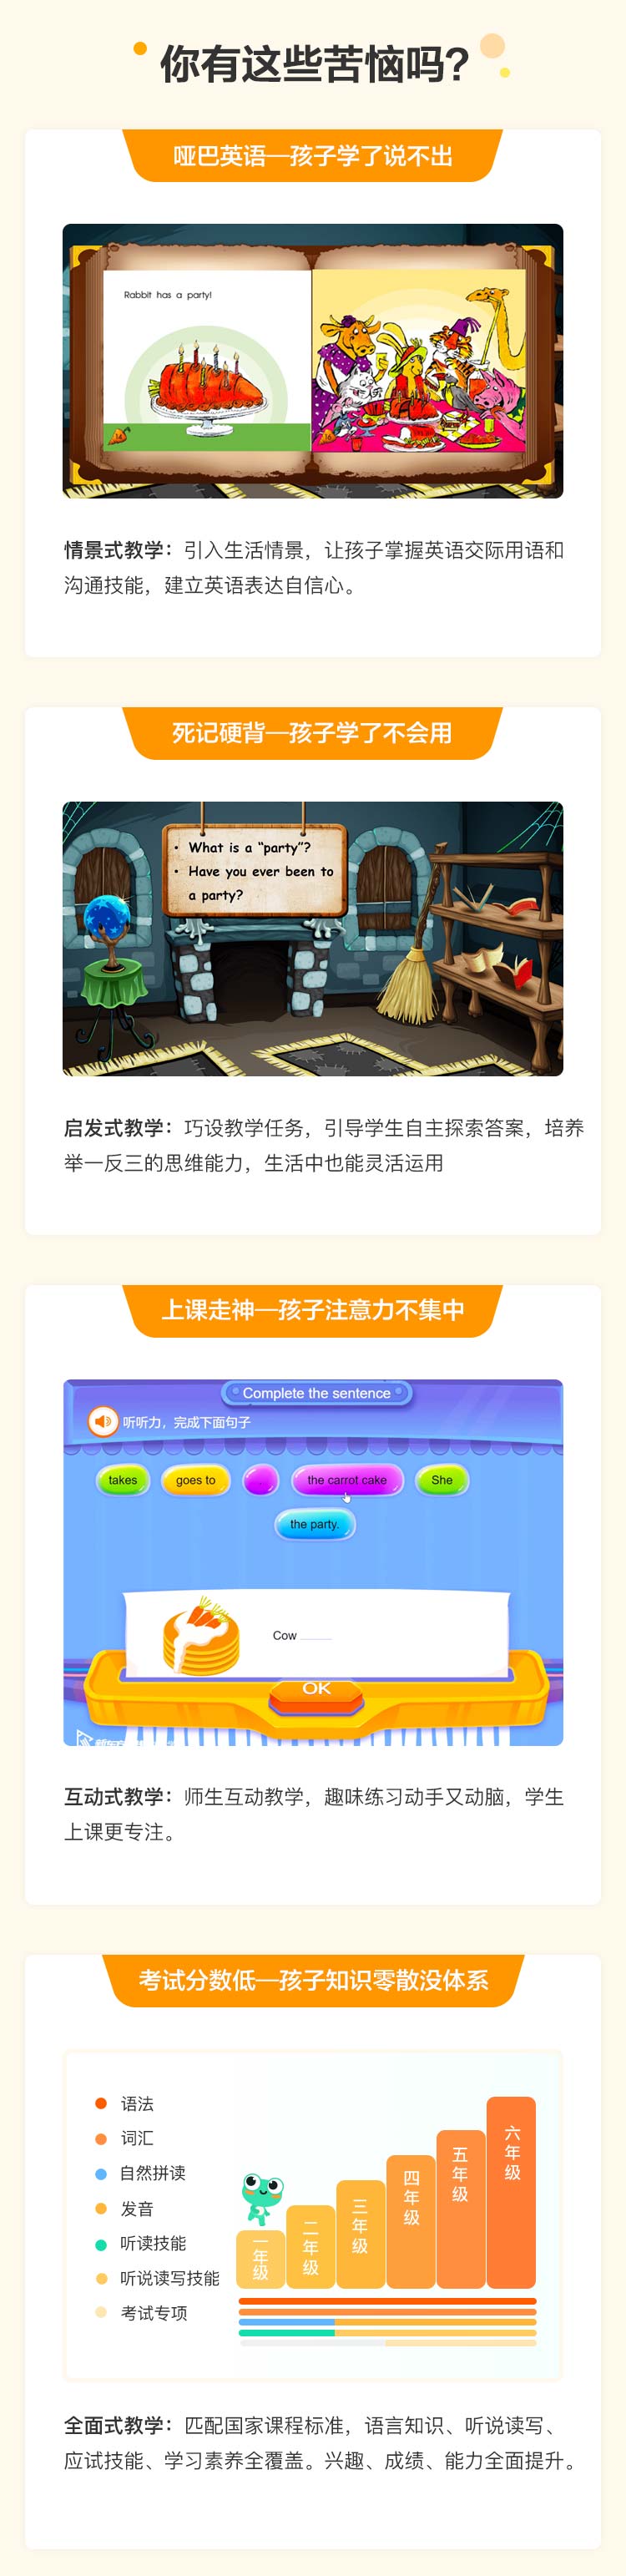 你有这些苦恼吗?
哑巴英语—孩子学了说不出
Rabbit has a party!
情景式教学：引入生活情景，让孩子掌握英语交际用语和
沟通技能，建立英语表达自信心。
死记硬背—孩子学了不会用
• What is a “party”?
• Have you ever been to
a party?
启发式教学：巧设教学任务，引导学生自主探索答案，培养
举一反三的思维能力，生活中也能灵活运用
上课走神—孩子注意力不集中
Complete the sentence
听听力，完成下面句子
takes
goes to
the carrot cake
She
the party.
Cow
OK
互动式教学：师生互动教学，趣味练习动手又动脑，学生
上课更专注。
考试分数低—孩子知识零散没体系
语法
词汇
自然拼读
发音
听读技能
听说读写技能
考试专项
一年级
二年级
三年级
四年级
五年级
六年级
全面式教学：匹配国家课程标准，语言知识、听说读写、
应试技能、学习素养全覆盖。兴趣、成绩、能力全面提升。